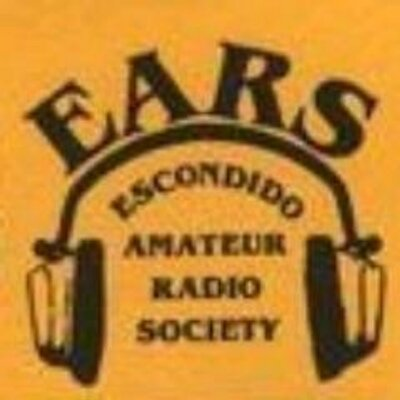 EARS
ESCONDIDO
AMATEUR
RADIO
SOCIETY